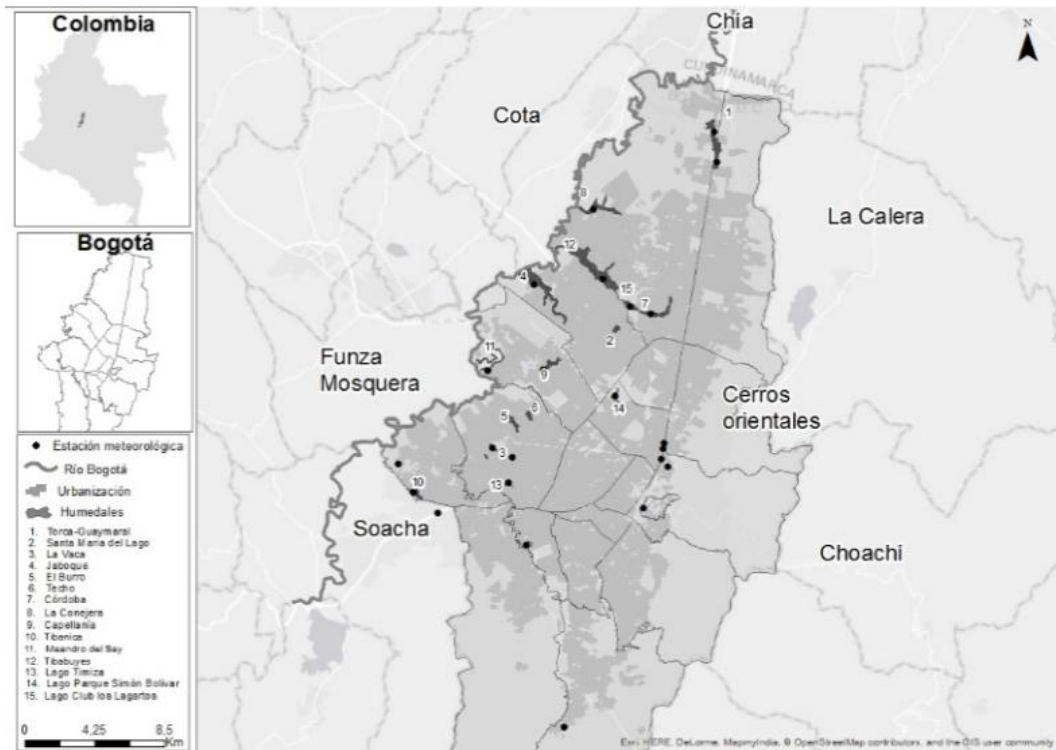 Colombia
Bogotá
Estación meteorológica
Río Bogotá
Urbanización
Humedales
1. Torca-Guaymaral
2. Santa Maria del Lago
3. La Vaca
4. Jaboque
5. El Burro
6. Techo
7. Córdoba
8. La Conejera
9. Capellanía
10. Tibanica
11. Meandro del Say
12. Tibabuyes
13. Lago Timiza
14. Lago Parque Simón Bolivar
15. Lago Club los Lagartos
0 4,25 8,5
Km
Chía
N
CUNDINAMARCA
1
Cota
8
La Calera
12
4
15
7
2
Funza
Mosquera
11
9
14
Cerros
orientales
5
6
3
10
13
Soacha
Choachí
Esri, HERE, DeLorme, MapmyIndia, © OpenStreetMap contributors, and the GIS user community